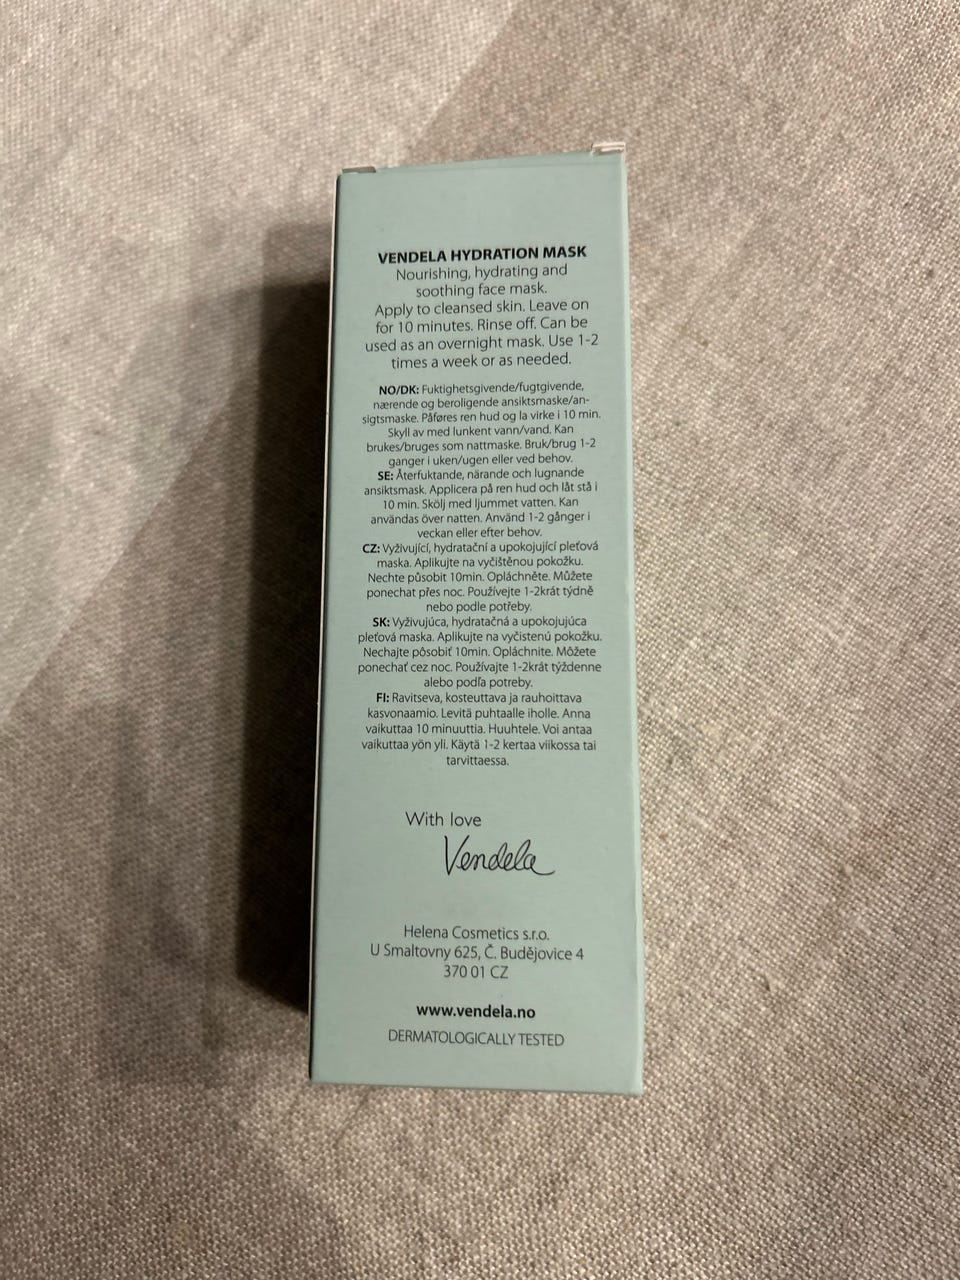 VENDELA HYDRATION MASK
Nourishing, hydrating and
soothing face mask.
Apply to cleansed skin. Leave on
for 10 minutes. Rinse off. Can be
used as an overnight mask. Use 1-2
times a week or as needed.
NO/DK: Fuktighetsgivende/fugtgivende,
nærende og beroligende ansiktsmaske/an-
sigtsmaske. Påføres ren hud og la virke i 10 min.
Skyll av med lunkent vann/vand. Kan
brukes/bruges som nattmaske. Bruk/brug 1-2
ganger i uken/ugen eller ved behov.
SE: Återfuktande, närande och lugnande
ansiktsmask. Applicera på ren hud och låt stå i
10 min. Skölj med ljummet vatten. Kan
användas över natten. Använd 1-2 gånger i
veckan eller efter behov.
CZ: Vyživující, hydratační a upokojující pleťová
maska. Aplikujte na vyčištěnou pokožku.
Nechte působit 10min. Opláchněte. Můžete
ponechat přes noc. Používejte 1-2krát týdně
nebo podle potřeby.
SK: Vyživujúca, hydratačná a upokojujúca
pleťová maska. Aplikujte na vyčistenú pokožku.
Nechajte pôsobiť 10min. Opláchnite. Môžete
ponechať cez noc. Používajte 1-2krát týždenne
alebo podľa potreby.
FI: Ravitseva, kosteuttava ja rauhoittava
kasvonaamio. Levitä puhtaalle iholle. Anna
vaikuttaa 10 minuuttia. Huuhtele. Voi antaa
vaikuttaa yön yli. Käytä 1-2 kertaa viikossa tai
tarvittaessa.
With love
Vendela
Helena Cosmetics s.r.o.
U Smaltovny 625, Č. Budějovice 4
370 01 CZ
www.vendela.no
DERMATOLOGICALLY TESTED